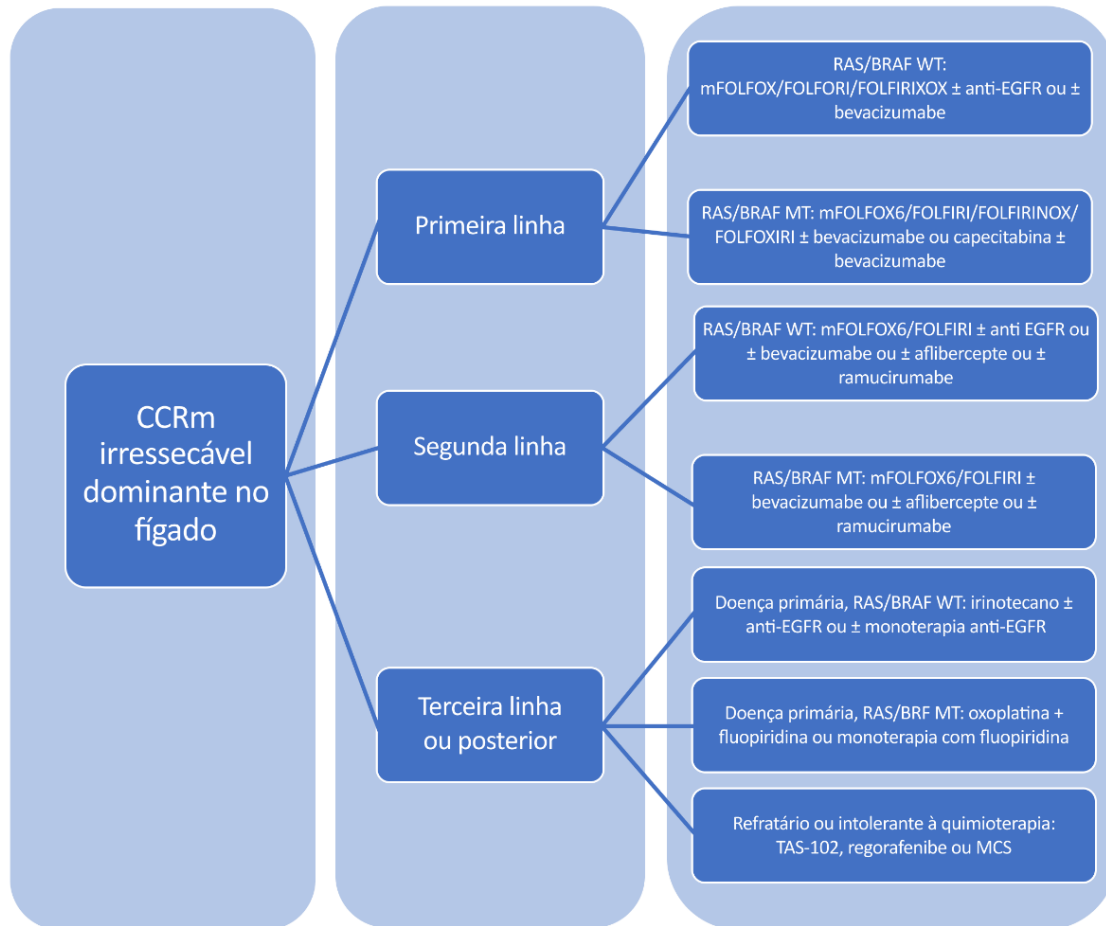 CCRm
irressecável
dominante no
fígado
Primeira linha
RAS/BRAF WT:
mFOLFOX/FOLFORI/FOLFIRIXOX ± anti-EGFR ou ±
bevacizumabe
RAS/BRAF MT: mFOLFOX6/FOLFIRI/FOLFIRINOX/
FOLFOXIRI ± bevacizumabe ou capecitabina ±
bevacizumabe
Segunda linha
RAS/BRAF WT: mFOLFOX6/FOLFIRI ± anti EGFR ou
± bevacizumabe ou ± aflibercepte ou ±
ramucirumabe
RAS/BRAF MT: mFOLFOX6/FOLFIRI ±
bevacizumabe ou ± aflibercepte ou ±
ramucirumabe
Terceira linha
ou posterior
Doença primária, RAS/BRAF WT: irinotecano ±
anti-EGFR ou ± monoterapia anti-EGFR
Doença primária, RAS/BRF MT: oxoplatina +
fluopiridina ou monoterapia com fluopiridina
Refratário ou intolerante à quimioterapia:
TAS-102, regorafenibe ou MCS